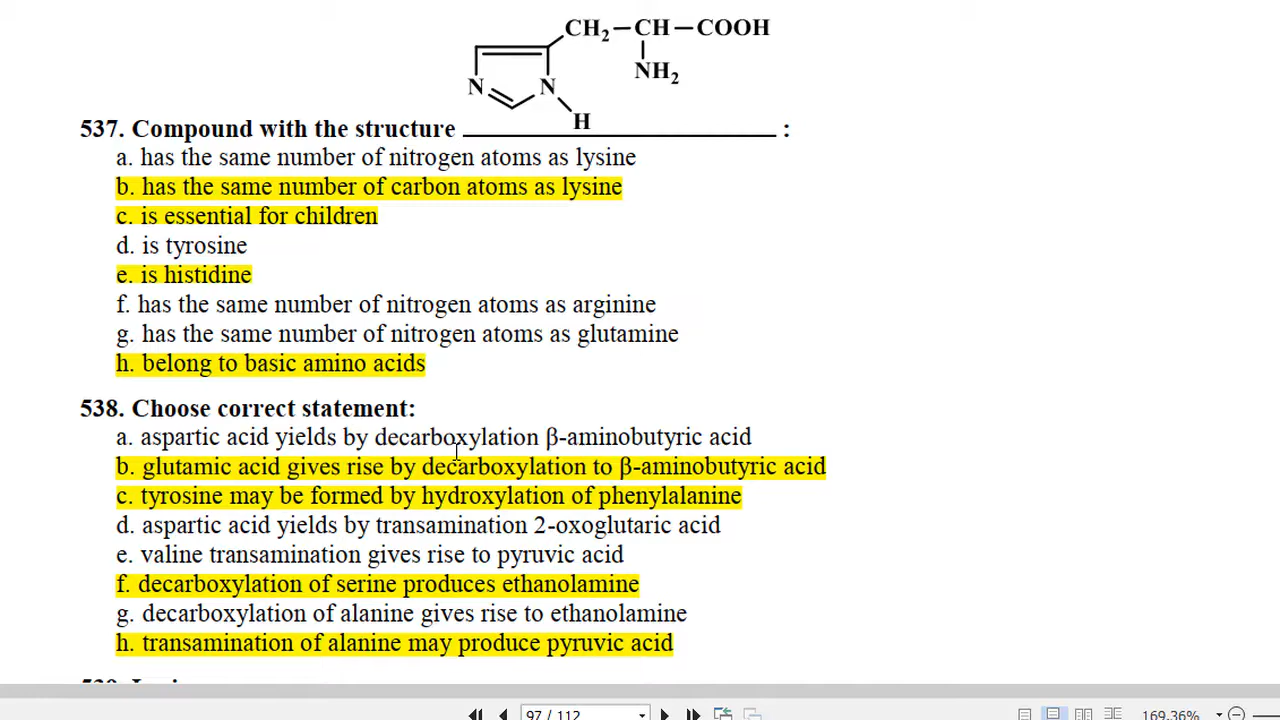 CH2—CH—COOH
NH2
N
N
H
537. Compound with the structure ________________________ :
a. has the same number of nitrogen atoms as lysine
b. has the same number of carbon atoms as lysine
c. is essential for children
d. is tyrosine
e. is histidine
f. has the same number of nitrogen atoms as arginine
g. has the same number of nitrogen atoms as glutamine
h. belong to basic amino acids
538. Choose correct statement:
a. aspartic acid yields by decarboxylation β-aminobutyric acid
b. glutamic acid gives rise by decarboxylation to β-aminobutyric acid
c. tyrosine may be formed by hydroxylation of phenylalanine
d. aspartic acid yields by transamination 2-oxoglutaric acid
e. valine transamination gives rise to pyruvic acid
f. decarboxylation of serine produces ethanolamine
g. decarboxylation of alanine gives rise to ethanolamine
h. transamination of alanine may produce pyruvic acid
97 / 112
169.36%